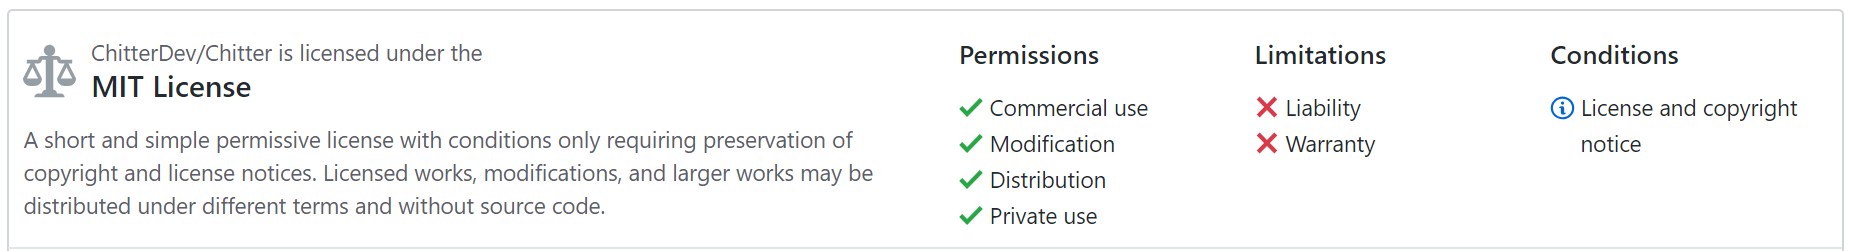 ChitterDev/Chitter is licensed under the
MIT License
A short and simple permissive license with conditions only requiring preservation of
copyright and license notices. Licensed works, modifications, and larger works may be
distributed under different terms and without source code.
Permissions
Commercial use
Modification
Distribution
Private use
Limitations
Liability
Warranty
Conditions
License and copyright
notice